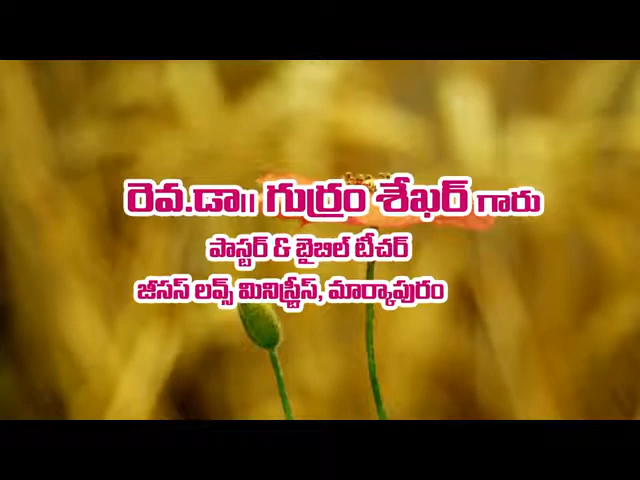 రెవ.డా॥ గుర్రం శేఖర్ గారు
పాస్టర్ & బైబిల్ టీచర్
జీసస్ లవ్స్ మినిస్ట్రీస్, మార్కాపురం